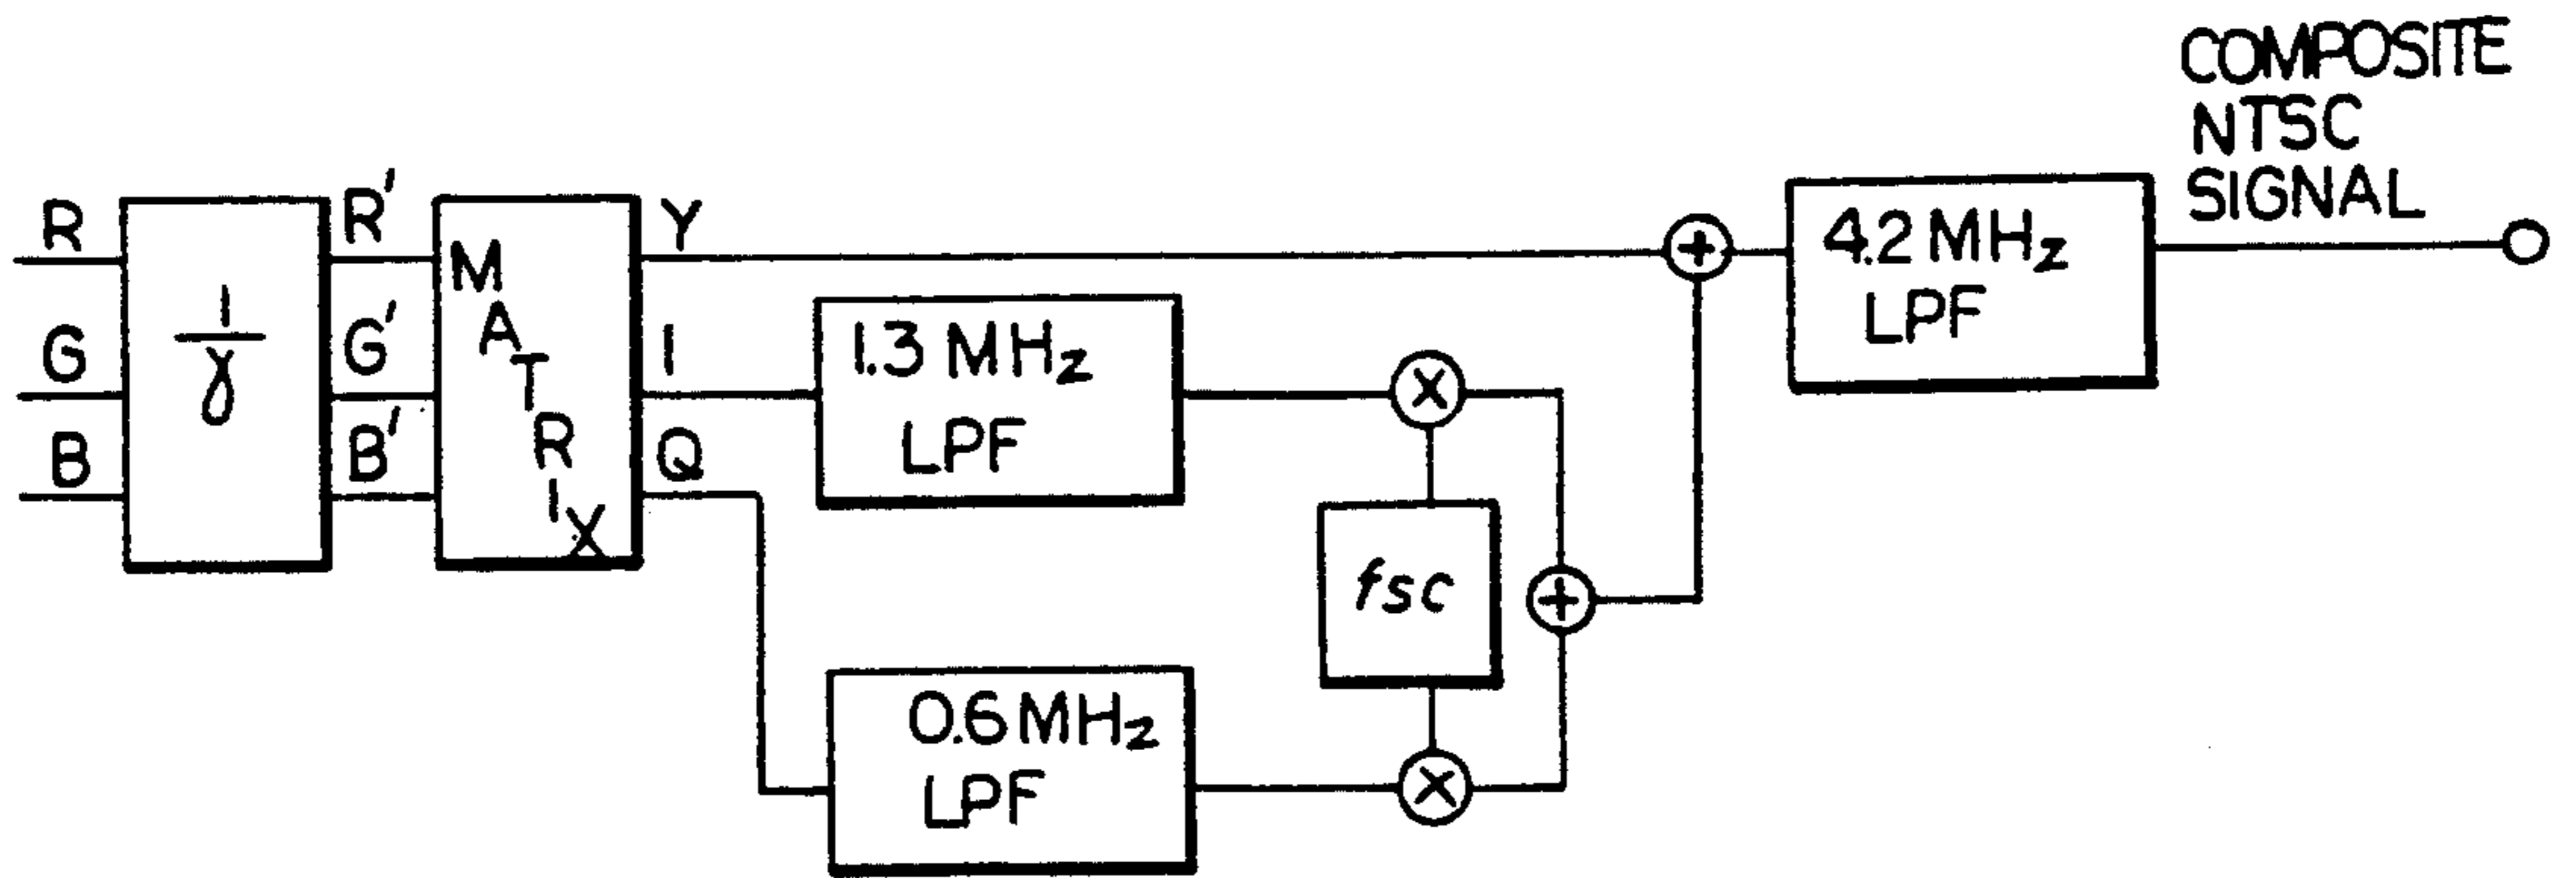 COMPOSITE
NTSC
SIGNAL
R
G
B
1/γ
R'
G'
B'
MATRIX
Y
I
Q
1.3 MHz
LPF
0.6 MHz
LPF
×
fsc
×
+
+
4.2 MHz
LPF